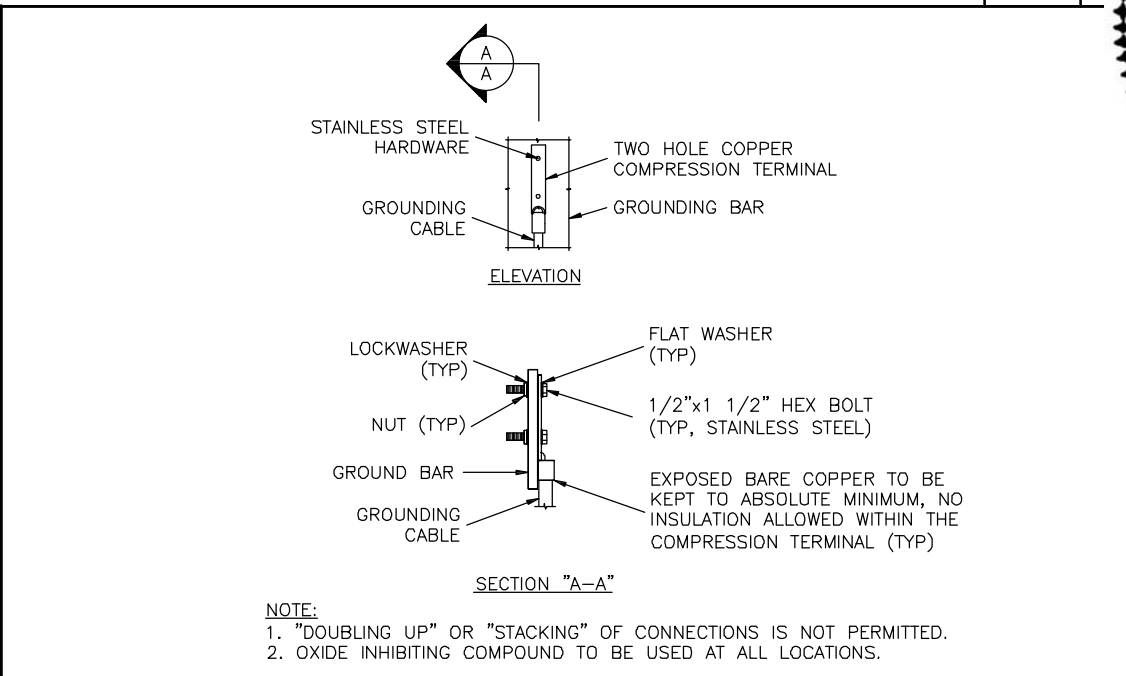 A
A
STAINLESS STEEL
HARDWARE
TWO HOLE COPPER
COMPRESSION TERMINAL
GROUNDING
CABLE
GROUNDING BAR
ELEVATION
LOCKWASHER
(TYP)
FLAT WASHER
(TYP)
NUT (TYP)
1/2"x1 1/2" HEX BOLT
(TYP, STAINLESS STEEL)
GROUND BAR
EXPOSED BARE COPPER TO BE
KEPT TO ABSOLUTE MINIMUM, NO
INSULATION ALLOWED WITHIN THE
COMPRESSION TERMINAL (TYP)
GROUNDING
CABLE
SECTION "A–A"
NOTE:
1. "DOUBLING UP" OR "STACKING" OF CONNECTIONS IS NOT PERMITTED.
2. OXIDE INHIBITING COMPOUND TO BE USED AT ALL LOCATIONS.